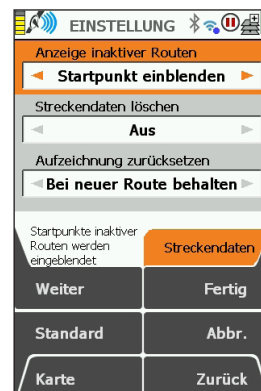 EINSTELLUNG
Anzeige inaktiver Routen
Startpunkt einblenden
Streckendaten löschen
Aus
Aufzeichnung zurücksetzen
Bei neuer Route behalten
Startpunkte inaktiver
Routen werden
eingeblendet
Streckendaten
Weiter
Fertig
Standard
Abbr.
Karte
Zurück